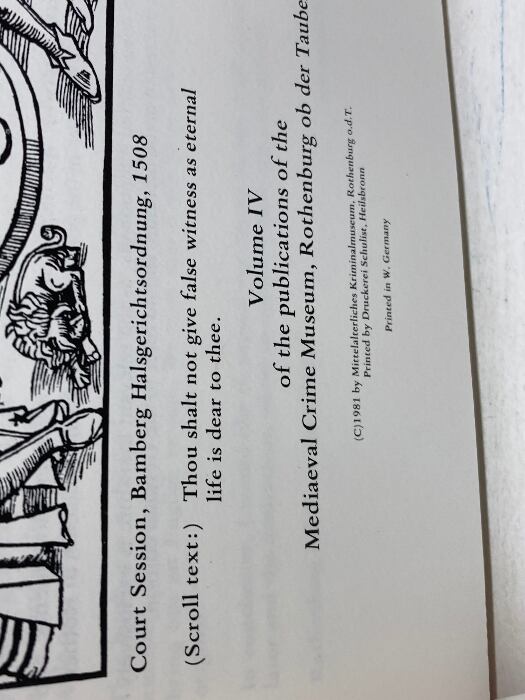 Court Session, Bamberg Halsgerichtsordnung, 1508
(Scroll text:) Thou shalt not give false witness as eternal
life is dear to thee.
Volume IV
of the publications of the
Mediaeval Crime Museum, Rothenburg ob der Taube
(C)1981 by Mittelalterliches Kriminalmuseum, Rothenburg o.d.T.
Printed by Druckerei Schulist, Heilsbronn
Printed in W. Germany